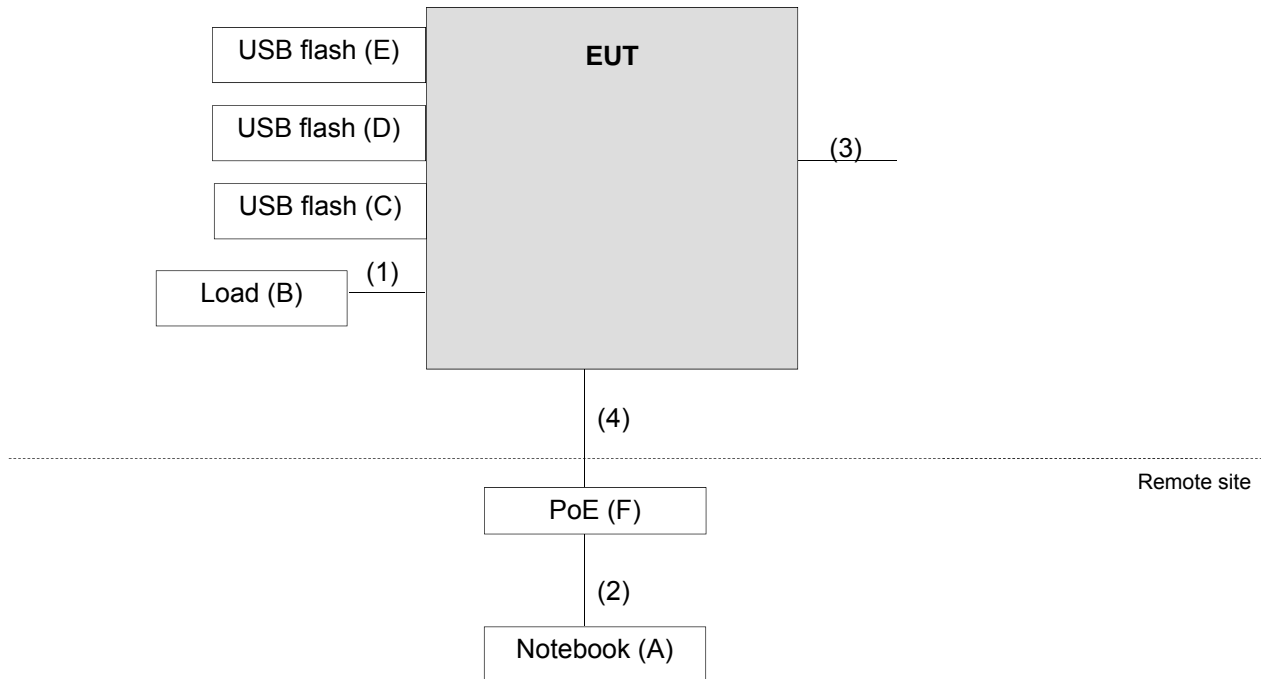 USB flash (E)
EUT
USB flash (D)
(3)
USB flash (C)
(1)
Load (B)
(4)
Remote site
PoE (F)
(2)
Notebook (A)